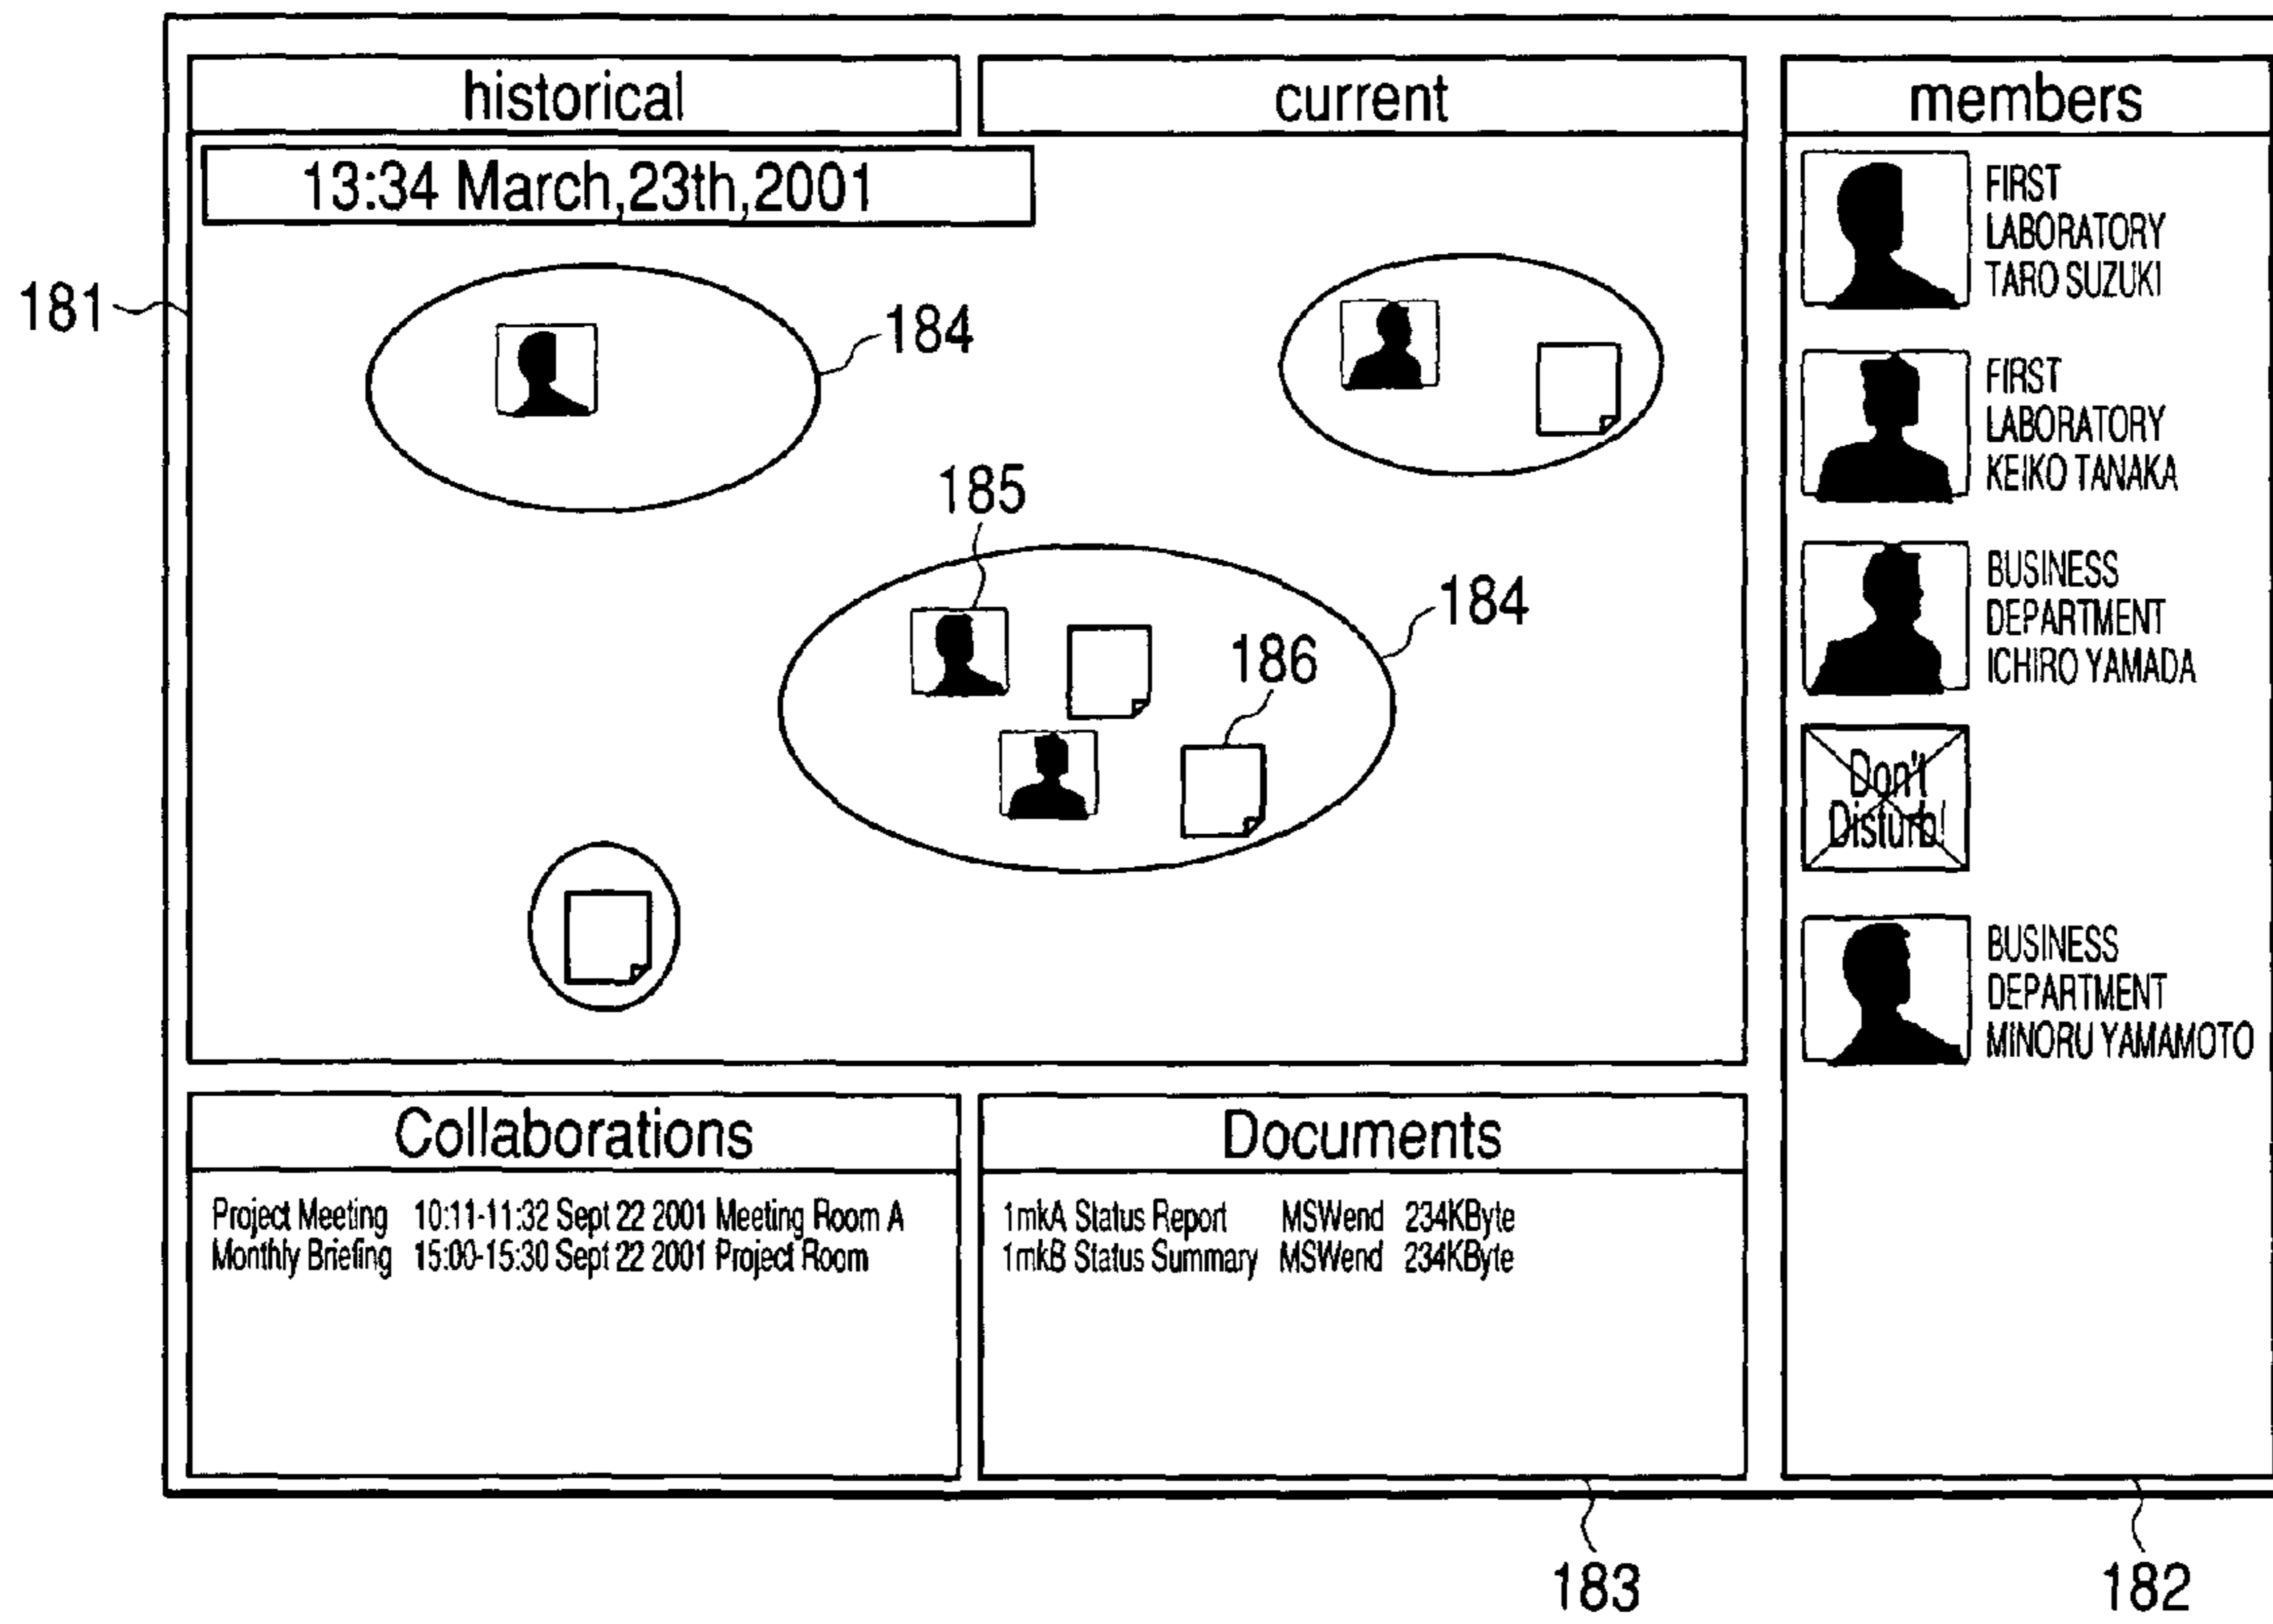 historical
current
members
13:34 March,23th,2001
181
184
185
184
186
FIRST
LABORATORY
TARO SUZUKI
FIRST
LABORATORY
KEIKO TANAKA
BUSINESS
DEPARTMENT
ICHIRO YAMADA
Don't
Disturb!
BUSINESS
DEPARTMENT
MINORU YAMAMOTO
Collaborations
Project Meeting 10:11-11:32 Sept 22 2001 Meeting Room A
Monthly Briefing 15:00-15:30 Sept 22 2001 Project Room
Documents
1mkA Status Report MSWend 234KByte
1mkB Status Summary MSWend 234KByte
183
182